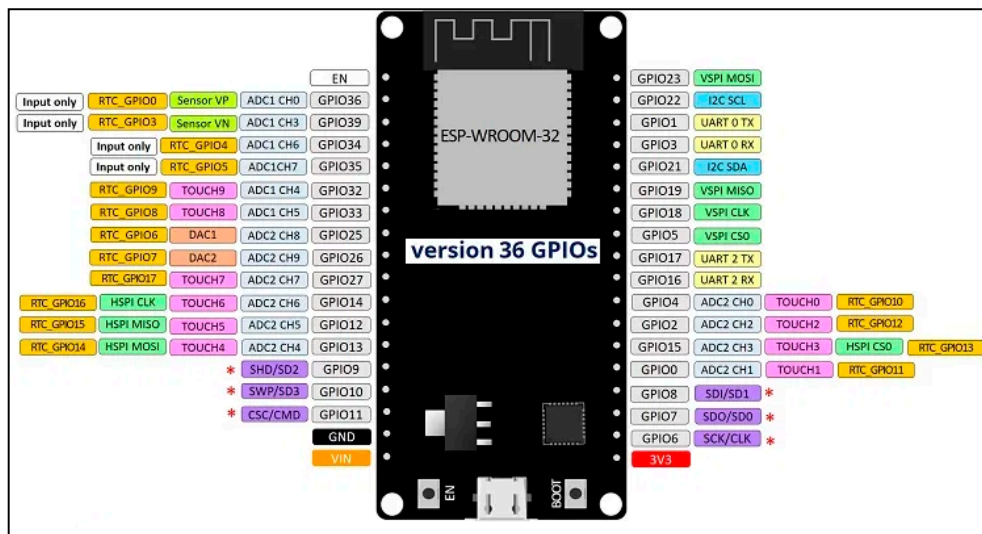 EN GPIO23 VSPI MOSI
Input only RTC_GPIO0 Sensor VP ADC1 CH0 GPIO36 GPIO22 I2C SCL
Input only RTC_GPIO3 Sensor VN ADC1 CH3 GPIO39 GPIO1 UART 0 TX
Input only RTC_GPIO4 ADC1 CH6 GPIO34 ESP-WROOM-32 GPIO3 UART 0 RX
Input only RTC_GPIO5 ADC1CH7 GPIO35 GPIO21 I2C SDA
RTC_GPIO9 TOUCH9 ADC1 CH4 GPIO32 GPIO19 VSPI MISO
RTC_GPIO8 TOUCH8 ADC1 CH5 GPIO33 GPIO18 VSPI CLK
RTC_GPIO6 DAC1 ADC2 CH8 GPIO25 GPIO5 VSPI CS0
version 36 GPIOs
RTC_GPIO7 DAC2 ADC2 CH9 GPIO26 GPIO17 UART 2 TX
RTC_GPIO17 TOUCH7 ADC2 CH7 GPIO27 GPIO16 UART 2 RX
RTC_GPIO16 HSPI CLK TOUCH6 ADC2 CH6 GPIO14 GPIO4 ADC2 CH0 TOUCH0 RTC_GPIO10
RTC_GPIO15 HSPI MISO TOUCH5 ADC2 CH5 GPIO12 GPIO2 ADC2 CH2 TOUCH2 RTC_GPIO12
RTC_GPIO14 HSPI MOSI TOUCH4 ADC2 CH4 GPIO13 GPIO15 ADC2 CH3 TOUCH3 HSPI CS0 RTC_GPIO13
* SHD/SD2 GPIO9 GPIO0 ADC2 CH1 TOUCH1 RTC_GPIO11
* SWP/SD3 GPIO10 GPIO8 SDI/SD1 *
* CSC/CMD GPIO11 GPIO7 SDO/SD0 *
GND GPIO6 SCK/CLK *
VIN 3V3
EN BOOT